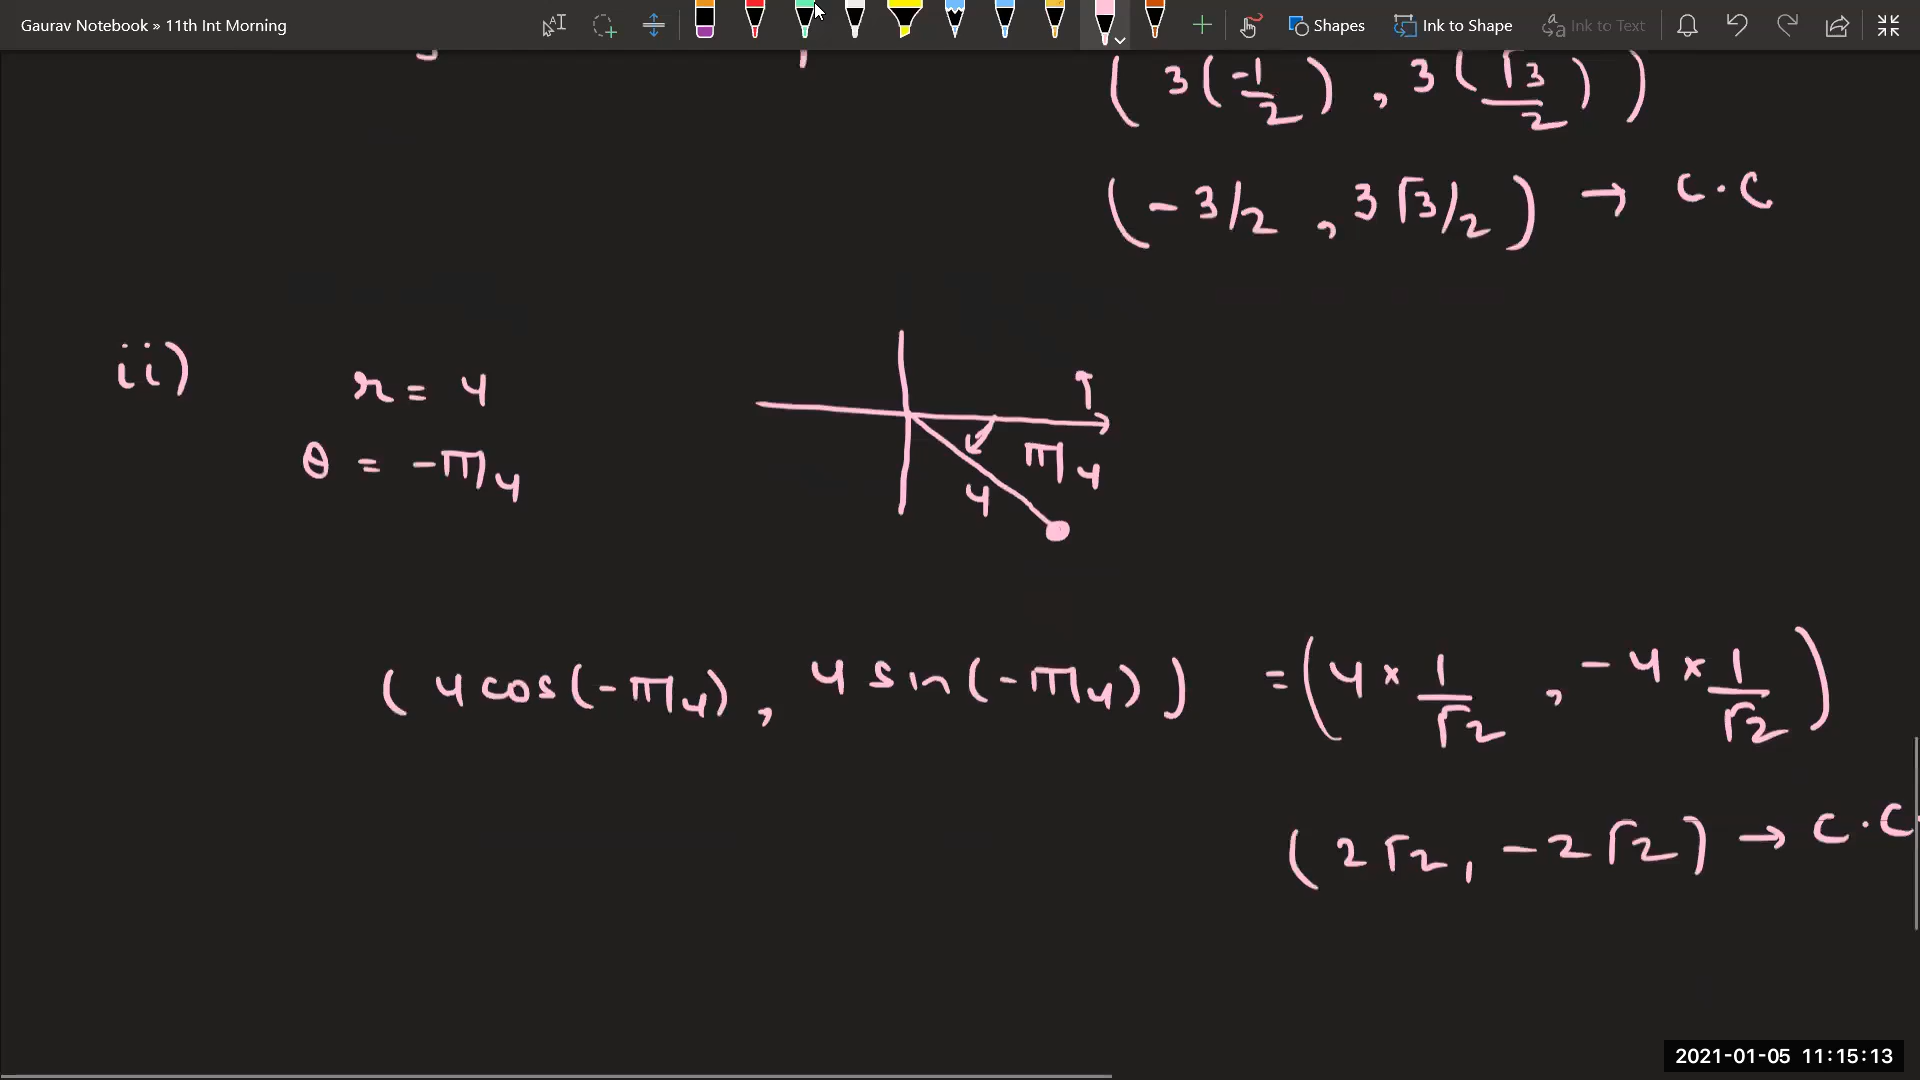 Gaurav Notebook » 11th Int Morning
Shapes Ink to Shape Ink to Text
( 3(-1/2) , 3(√3/2) )
(-3/2 , 3√3/2) → C.C
ii) r = 4
θ = -π/4
π/4
4
( 4cos(-π/4) , 4sin(-π/4) ) = ( 4 × 1/√2 , -4 × 1/√2 )
(2√2, -2√2) → C.C
2021-01-05 11:15:13